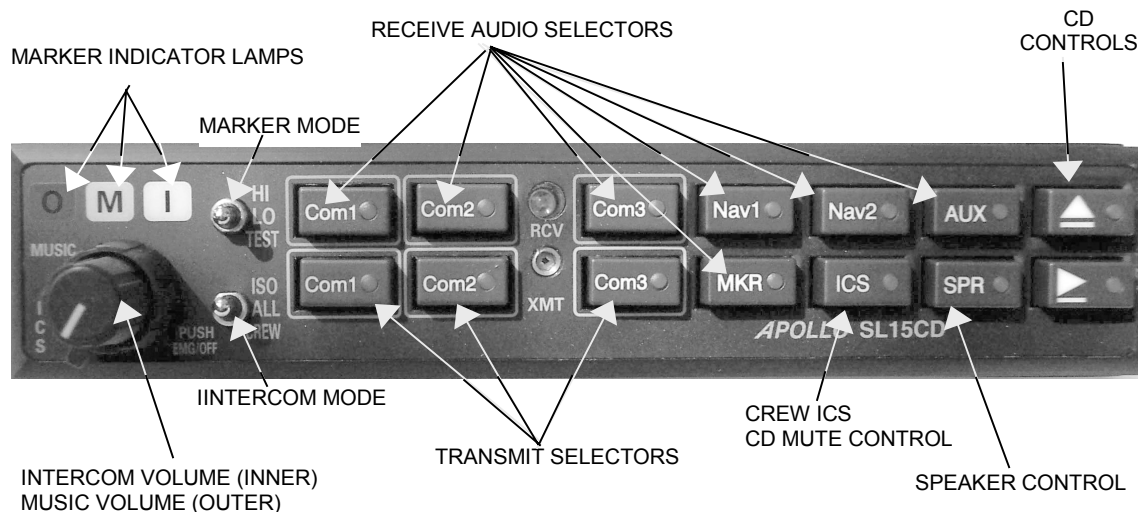 RECEIVE AUDIO SELECTORS
CD
CONTROLS
MARKER INDICATOR LAMPS
MARKER MODE
O M I
HI
LO
TEST
Com1 Com2 RCV Com3 Nav1 Nav2 AUX
MUSIC
ICS
PUSH
EMG/OFF
ISO
ALL
CREW
Com1 Com2 XMT Com3 MKR ICS SPR
APOLLO SL15CD
IINTERCOM MODE
CREW ICS
CD MUTE CONTROL
TRANSMIT SELECTORS
INTERCOM VOLUME (INNER)
MUSIC VOLUME (OUTER)
SPEAKER CONTROL